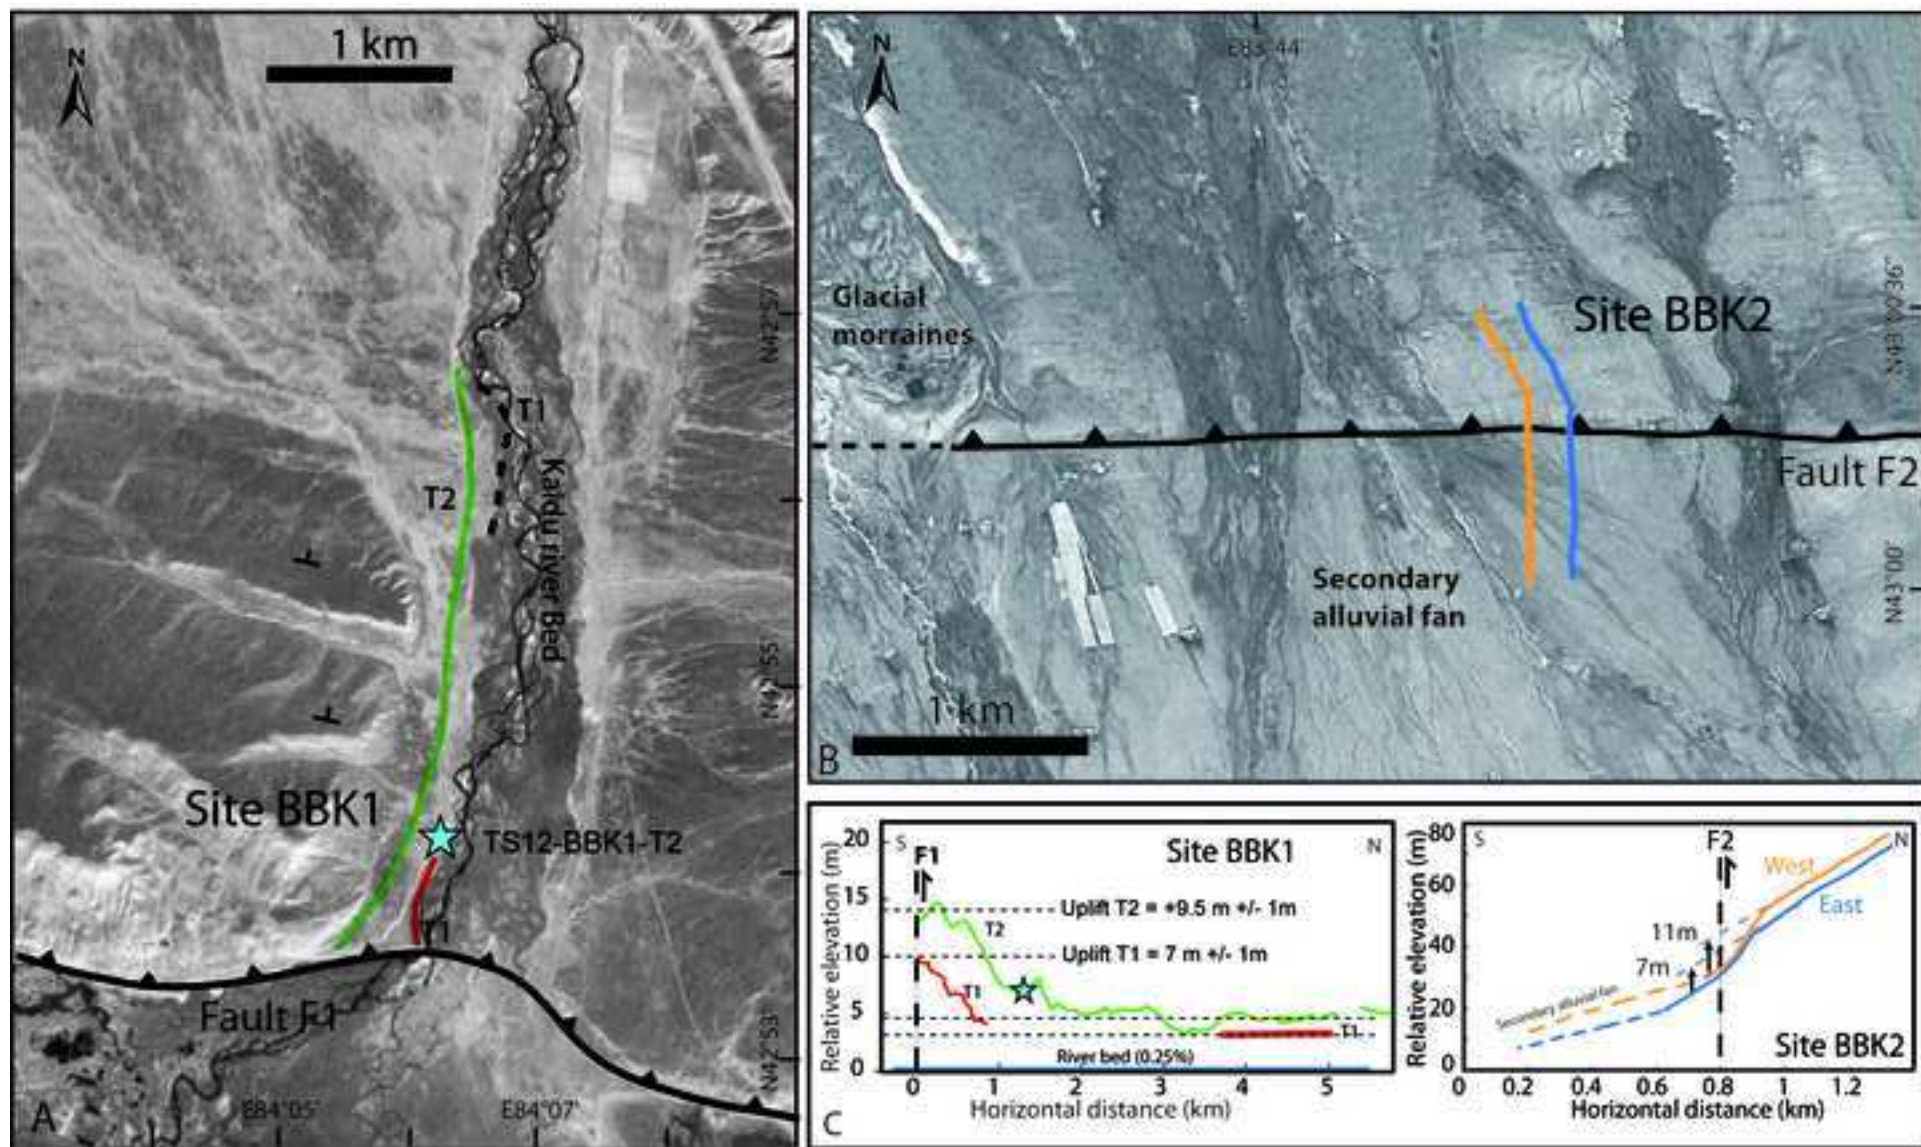 N
1 km
N42°57'
T1
T2
Kaidu river Bed
N42°55'
Site BBK1
TS12-BBK1-T2
T1
Fault F1
N42°53'
E84°05'
E84°07'
A
N
E83°44'
Glacial
morraines
Site BBK2
N43°00'36"
Fault F2
Secondary
alluvial fan
N43°00'
1 km
B
20
15
10
5
0
Relative elevation (m)
S
F1
Site BBK1
N
Uplift T2 = +9.5 m +/- 1m
T2
Uplift T1 = 7 m +/- 1m
T1
T1
River bed (0.25%)
0
1
2
3
4
5
Horizontal distance (km)
C
80
60
40
20
0
Relative elevation (m)
S
F2
N
West
East
11m
7m
Secondary alluvial fan
Site BBK2
0
0.2
0.4
0.6
0.8
1
1.2
Horizontal distance (km)